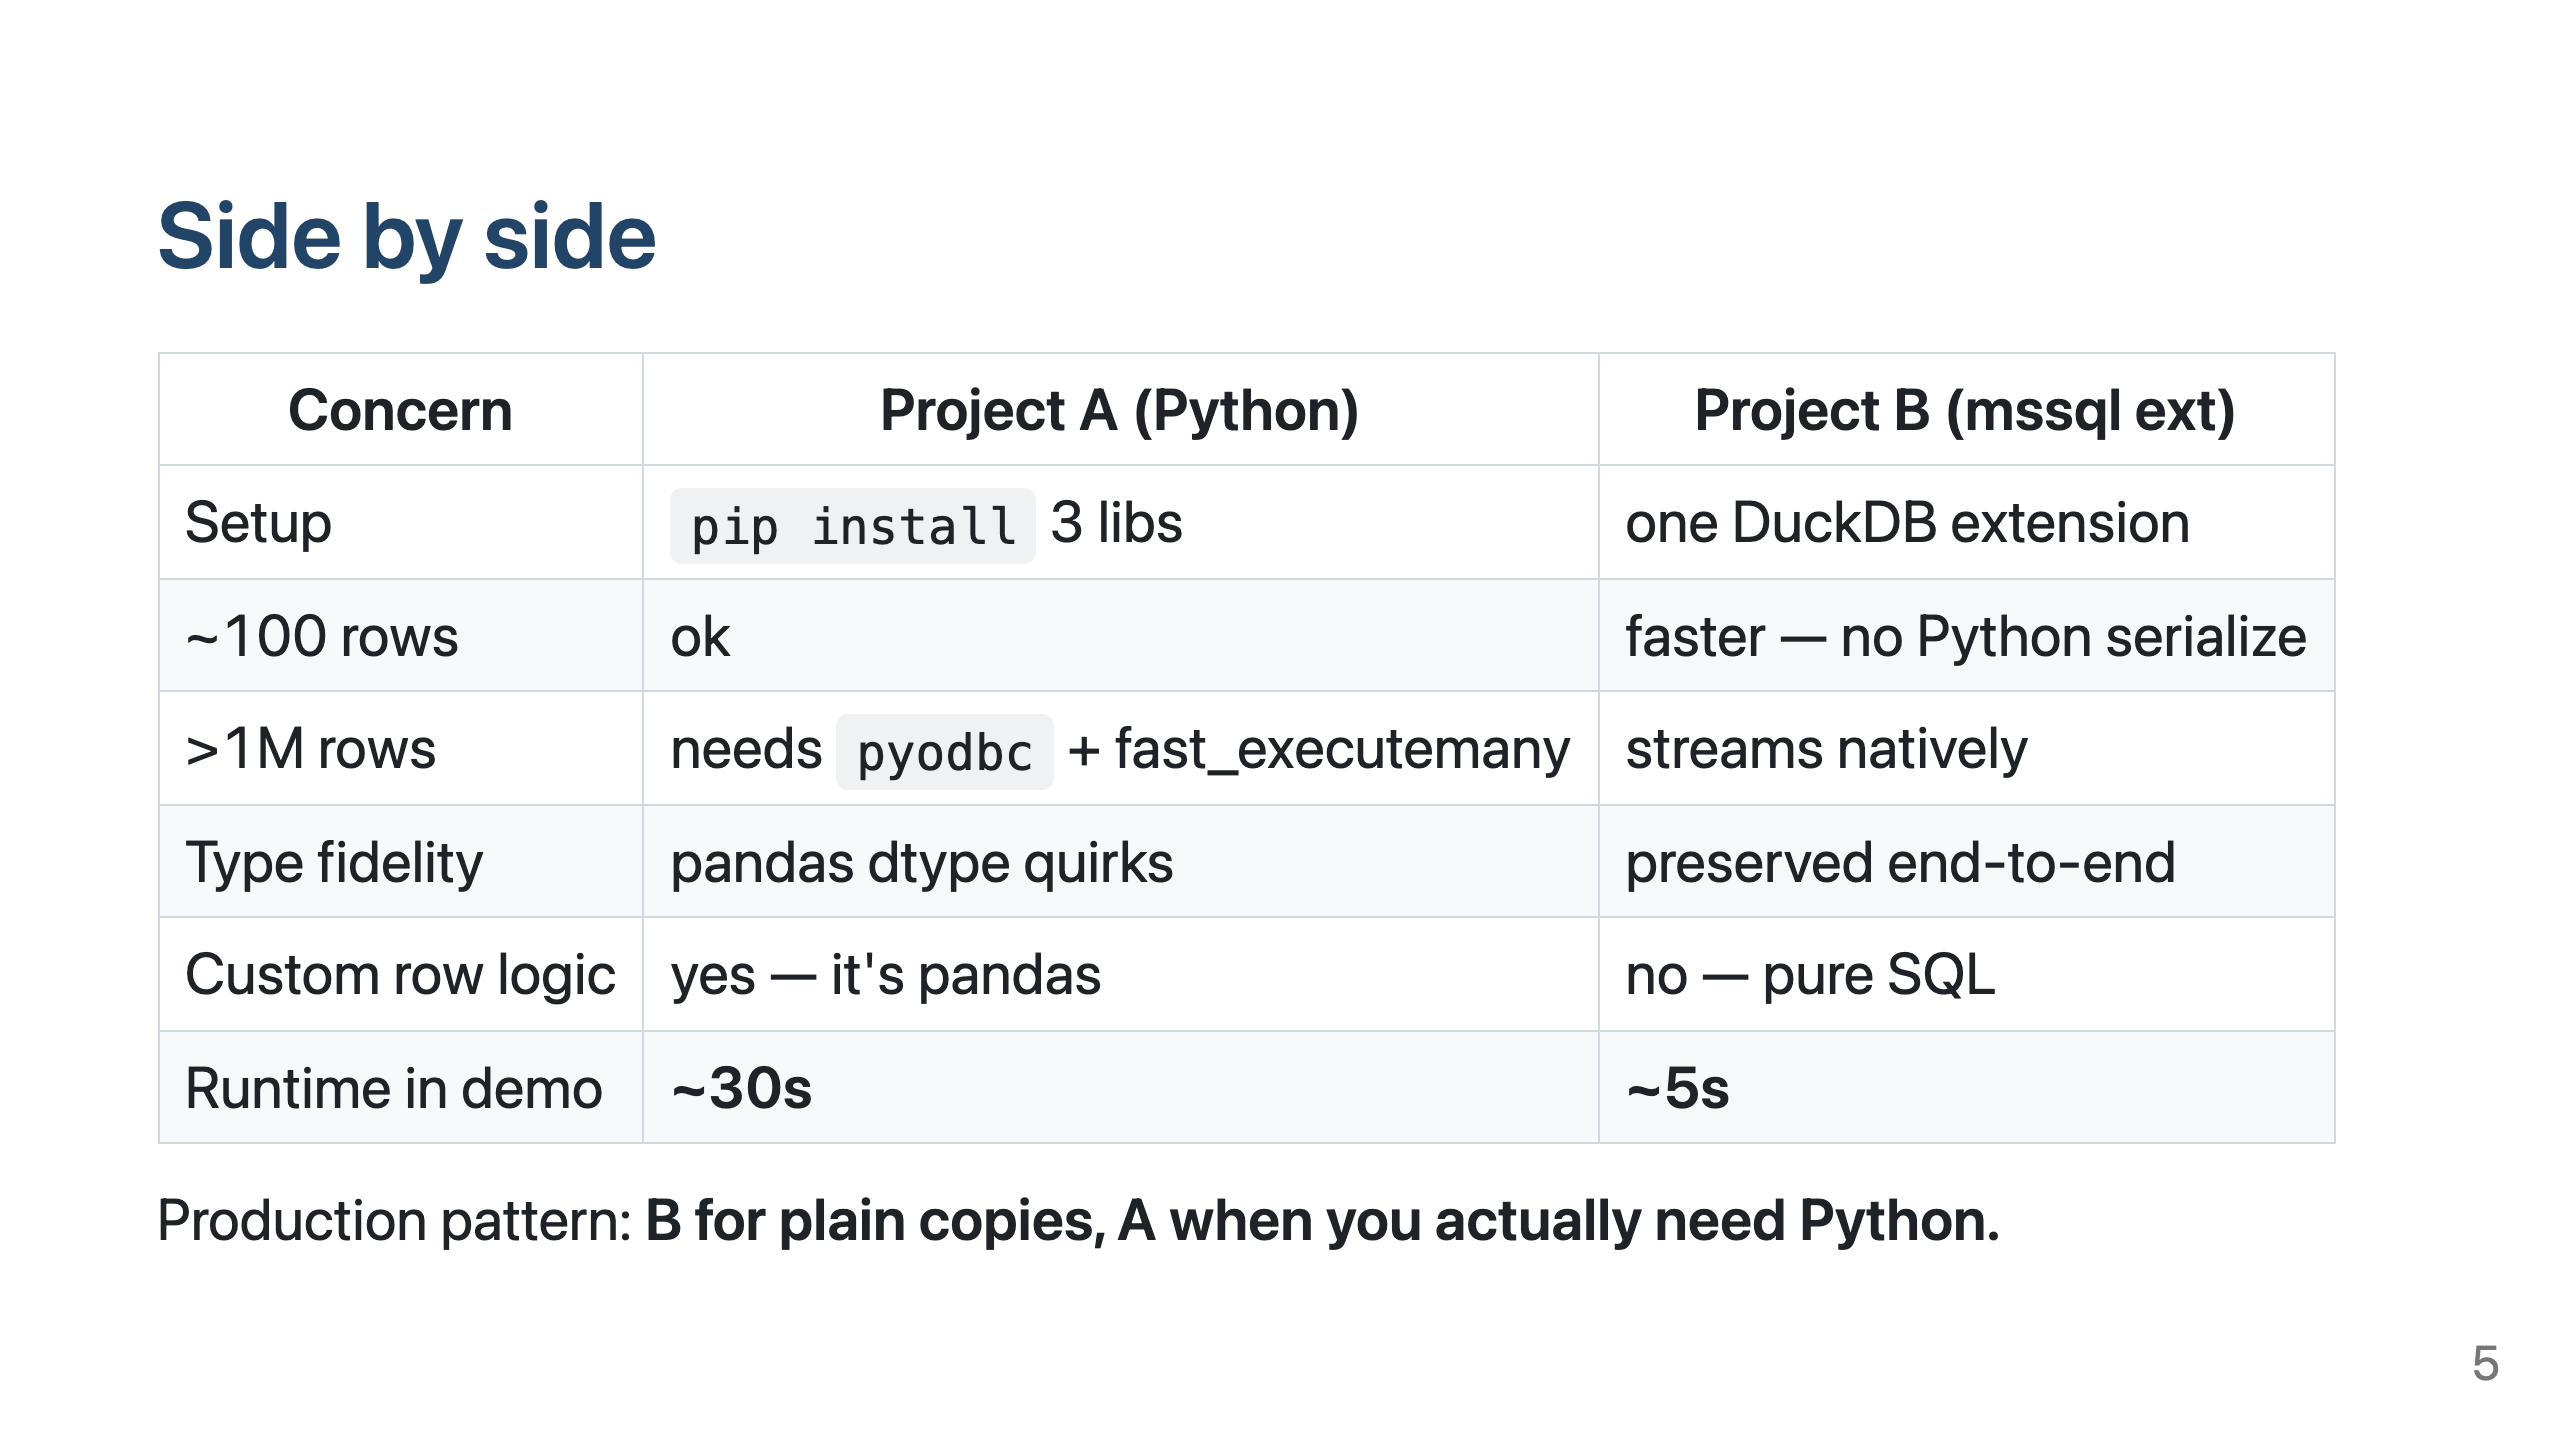 Side by side
Concern Project A (Python) Project B (mssql ext)
Setup pip install 3 libs one DuckDB extension
~100 rows ok faster — no Python serialize
>1M rows needs pyodbc + fast_executemany streams natively
Type fidelity pandas dtype quirks preserved end-to-end
Custom row logic yes — it's pandas no — pure SQL
Runtime in demo ~30s ~5s
Production pattern: B for plain copies, A when you actually need Python.
5